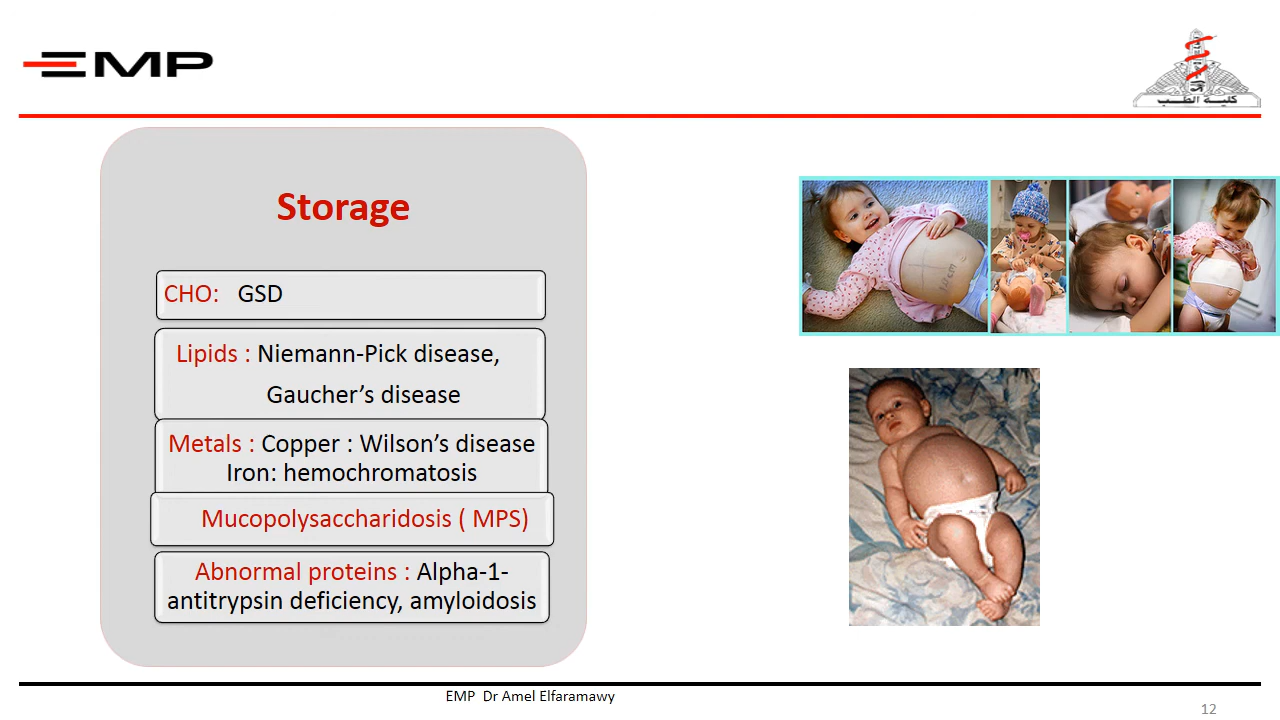 EMP
كلية الطب
Storage
CHO: GSD
Lipids : Niemann-Pick disease,
Gaucher’s disease
Metals : Copper : Wilson’s disease
Iron: hemochromatosis
Mucopolysaccharidosis ( MPS)
Abnormal proteins : Alpha-1-
antitrypsin deficiency, amyloidosis
EMP Dr Amel Elfaramawy
12